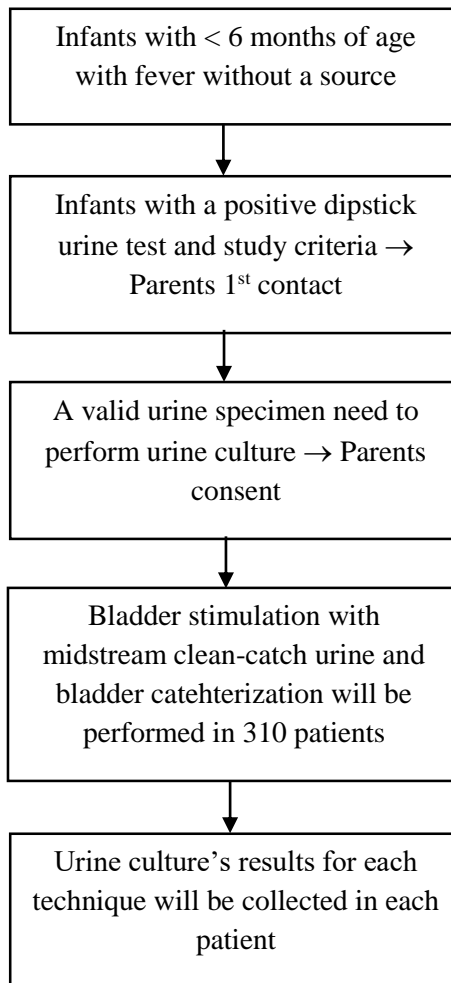 Infants with < 6 months of age
with fever without a source
Infants with a positive dipstick
urine test and study criteria →
Parents 1st contact
A valid urine specimen need to
perform urine culture → Parents
consent
Bladder stimulation with
midstream clean-catch urine and
bladder catehterization will be
performed in 310 patients
Urine culture’s results for each
technique will be collected in each
patient